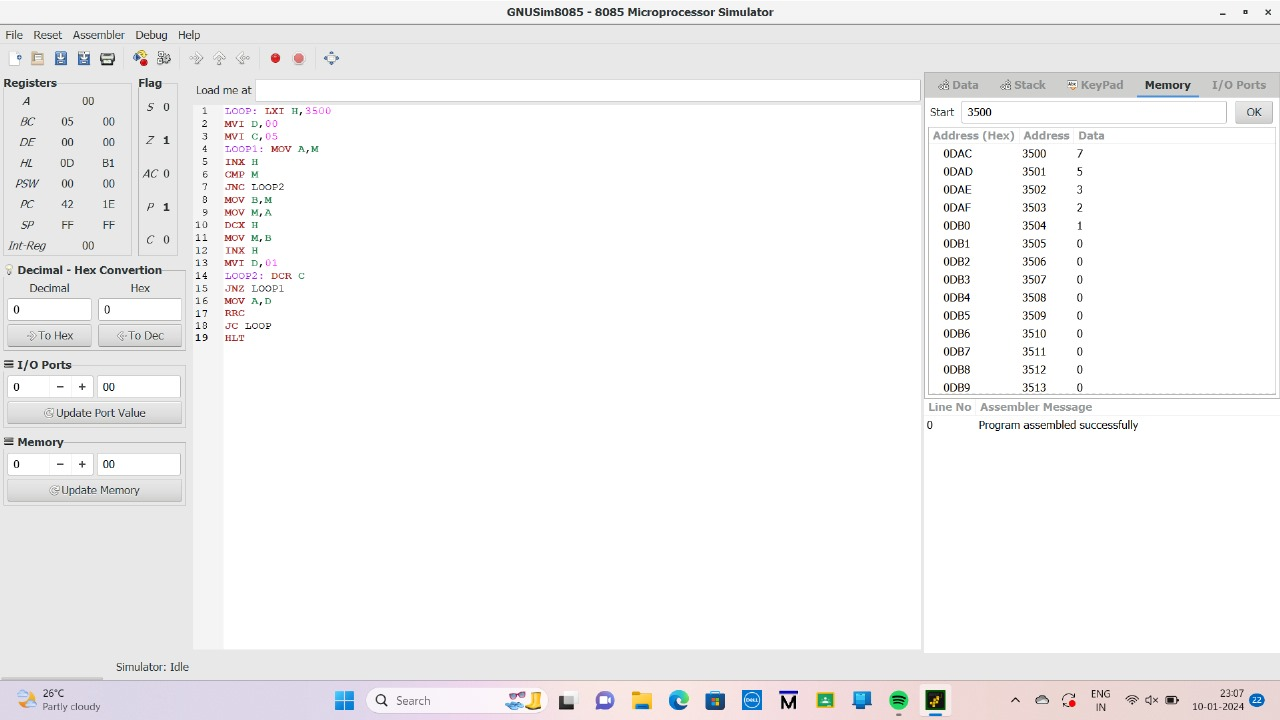 GNUSim8085 - 8085 Microprocessor Simulator
File Reset Assembler Debug Help
Registers
A 00
BC 05 00
DE 00 00
HL 0D B1
PSW 00 00
PC 42 1E
SP FF FF
Int-Reg 00
Flag
S 0
Z 1
AC 0
P 1
C 0
Decimal - Hex Convertion
Decimal Hex
0 0
To Hex To Dec
I/O Ports
0 − + 00
Update Port Value
Memory
0 − + 00
Update Memory
Load me at
1 LOOP: LXI H,3500
2 MVI D,00
3 MVI C,05
4 LOOP1: MOV A,M
5 INX H
6 CMP M
7 JNC LOOP2
8 MOV B,M
9 MOV M,A
10 DCX H
11 MOV M,B
12 INX H
13 MVI D,01
14 LOOP2: DCR C
15 JNZ LOOP1
16 MOV A,D
17 RRC
18 JC LOOP
19 HLT
Data Stack KeyPad Memory I/O Ports
Start 3500 OK
Address (Hex) Address Data
0DAC 3500 7
0DAD 3501 5
0DAE 3502 3
0DAF 3503 2
0DB0 3504 1
0DB1 3505 0
0DB2 3506 0
0DB3 3507 0
0DB4 3508 0
0DB5 3509 0
0DB6 3510 0
0DB7 3511 0
0DB8 3512 0
0DB9 3513 0
Line No Assembler Message
0 Program assembled successfully
Simulator: Idle
26°C
Partly cloudy
Search
DELL
M
ENG
IN
23:07
10-01-2024
22